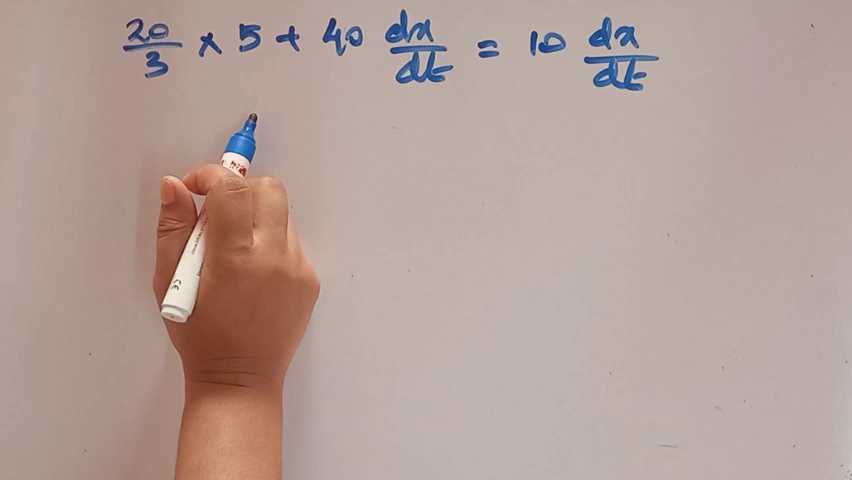 20/3 × 5 + 40 dx/dt = 10 dx/dt